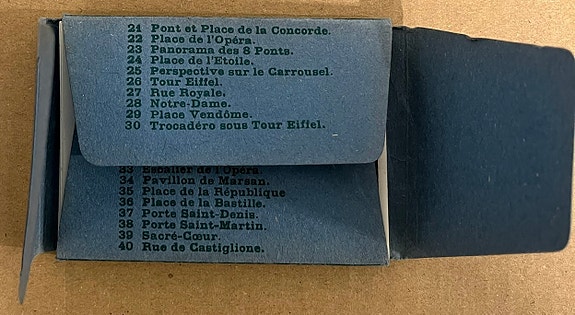 21 Pont et Place de la Concorde.
22 Place de l'Opéra.
23 Panorama des 8 Ponts.
24 Place de l'Etoile.
25 Perspective sur le Carrousel.
26 Tour Eiffel.
27 Rue Royale.
28 Notre-Dame.
29 Place Vendôme.
30 Trocadéro sous Tour Eiffel.
33 Escalier de l'Opéra.
34 Pavillon de Marsan.
35 Place de la République
36 Place de la Bastille.
37 Porte Saint-Denis.
38 Porte Saint-Martin.
39 Sacré-Cœur.
40 Rue de Castiglione.